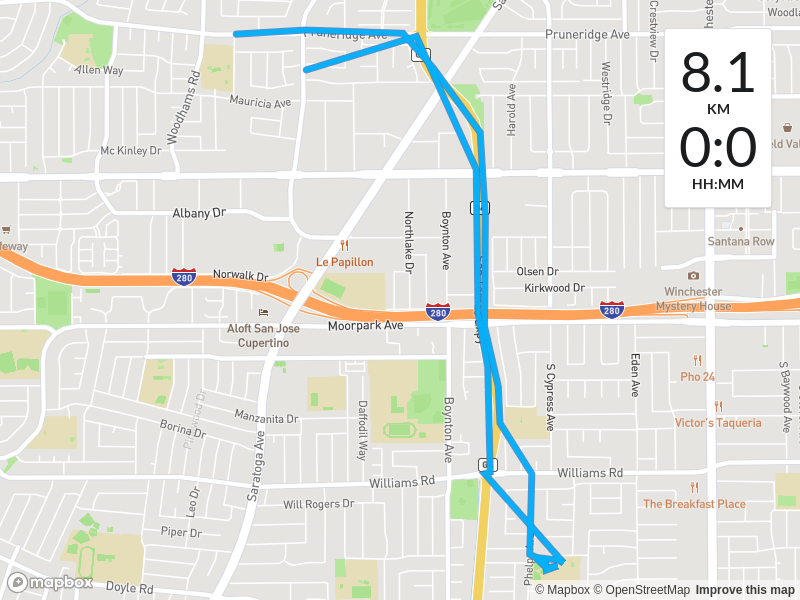 Pruneridge Ave
Pruneridge Ave
Crestview Dr
Woodla
Allen Way
Woodhams Rd
Mauricia Ave
Harold Ave
Westridge Dr
8.1
KM
0:0
HH:MM
Mc Kinley Dr
Albany Dr
Northlake Dr
Boynton Ave
Le Papillon
Santana Row
Norwalk Dr
280
Olsen Dr
Kirkwood Dr
Winchester
Mystery House
280
280
Aloft San Jose
Cupertino
Moorpark Ave
S Cypress Ave
Eden Ave
Pho 24
S Baywood Ave
Manzanita Dr
Borina Dr
Daffodil Way
Boynton Ave
Victor's Taqueria
Saratoga Ave
Leo Dr
Williams Rd
Williams Rd
Will Rogers Dr
The Breakfast Place
Piper Dr
Doyle Rd
mapbox
© Mapbox © OpenStreetMap Improve this map